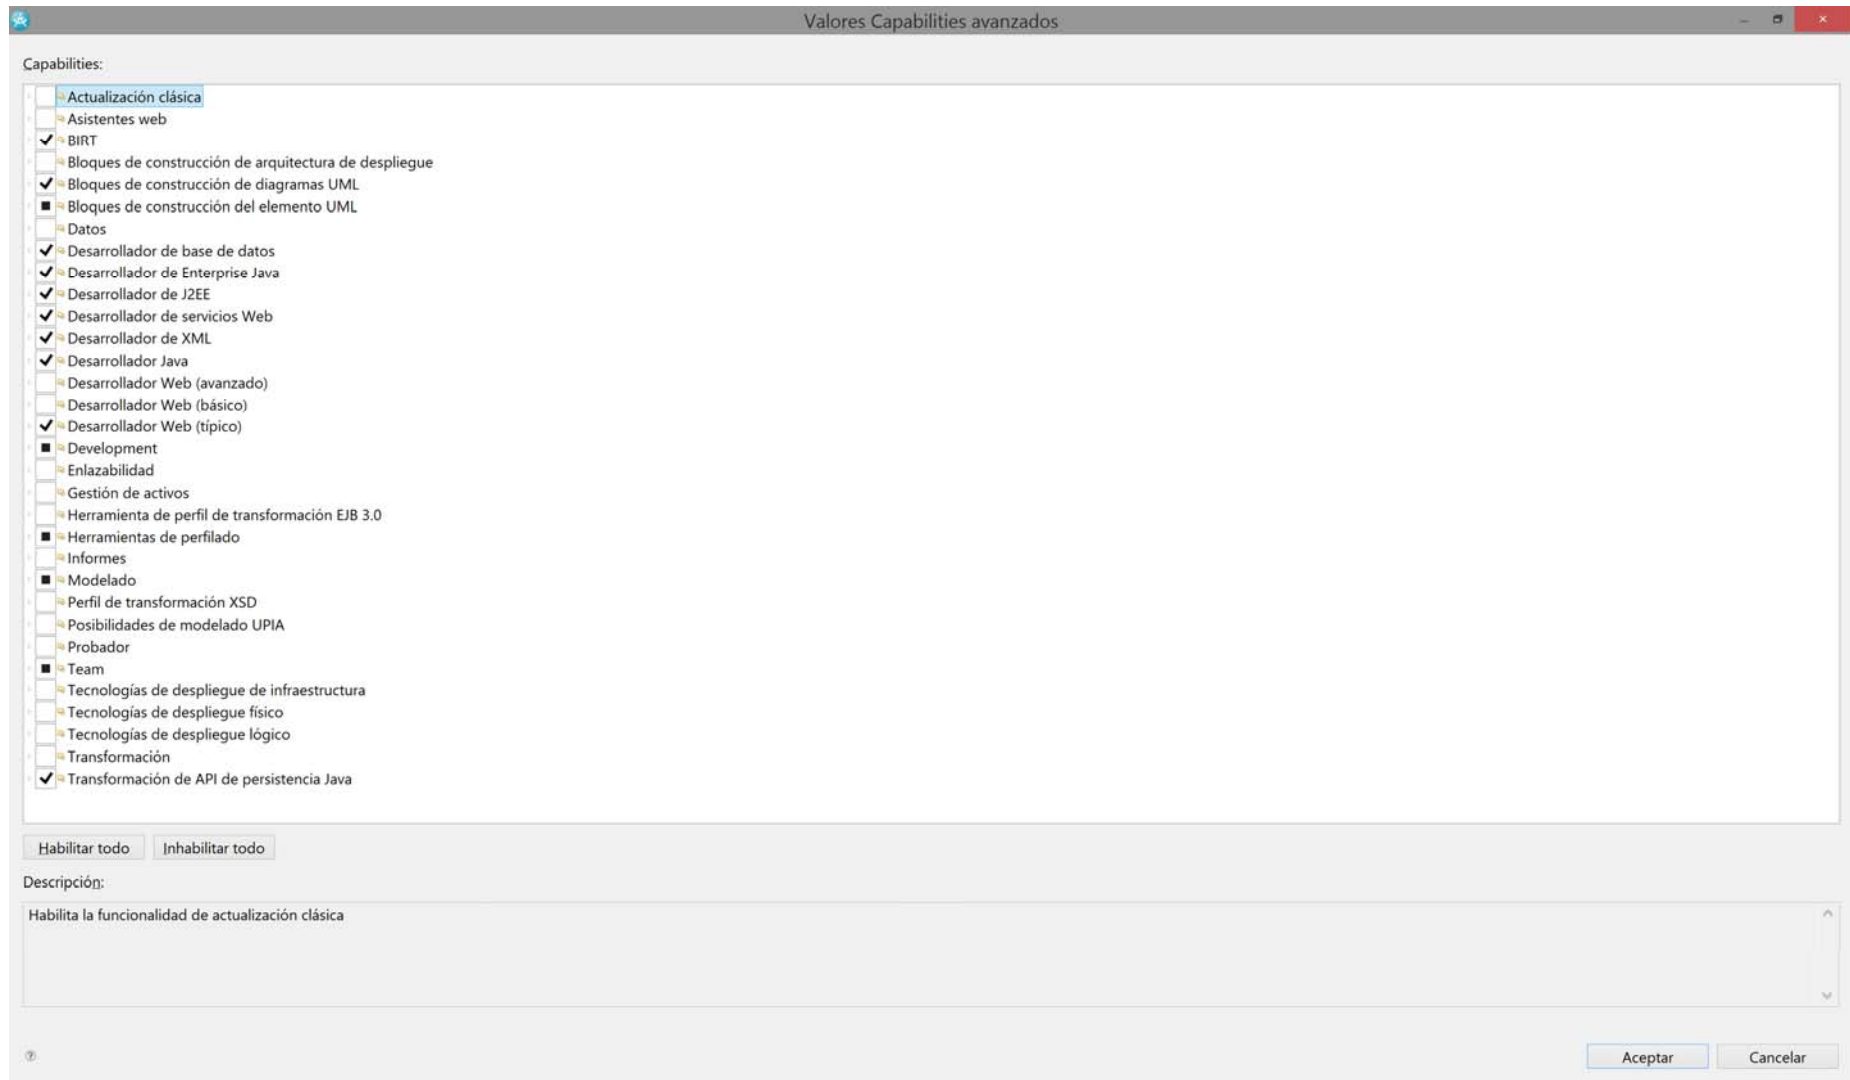 Valores Capabilities avanzados
Capabilities:
Actualización clásica
Asistentes web
BIRT
Bloques de construcción de arquitectura de despliegue
Bloques de construcción de diagramas UML
Bloques de construcción del elemento UML
Datos
Desarrollador de base de datos
Desarrollador de Enterprise Java
Desarrollador de J2EE
Desarrollador de servicios Web
Desarrollador de XML
Desarrollador Java
Desarrollador Web (avanzado)
Desarrollador Web (básico)
Desarrollador Web (típico)
Development
Enlazabilidad
Gestión de activos
Herramienta de perfil de transformación EJB 3.0
Herramientas de perfilado
Informes
Modelado
Perfil de transformación XSD
Posibilidades de modelado UPIA
Probador
Team
Tecnologías de despliegue de infraestructura
Tecnologías de despliegue físico
Tecnologías de despliegue lógico
Transformación
Transformación de API de persistencia Java
Habilitar todo Inhabilitar todo
Descripción:
Habilita la funcionalidad de actualización clásica
Aceptar Cancelar